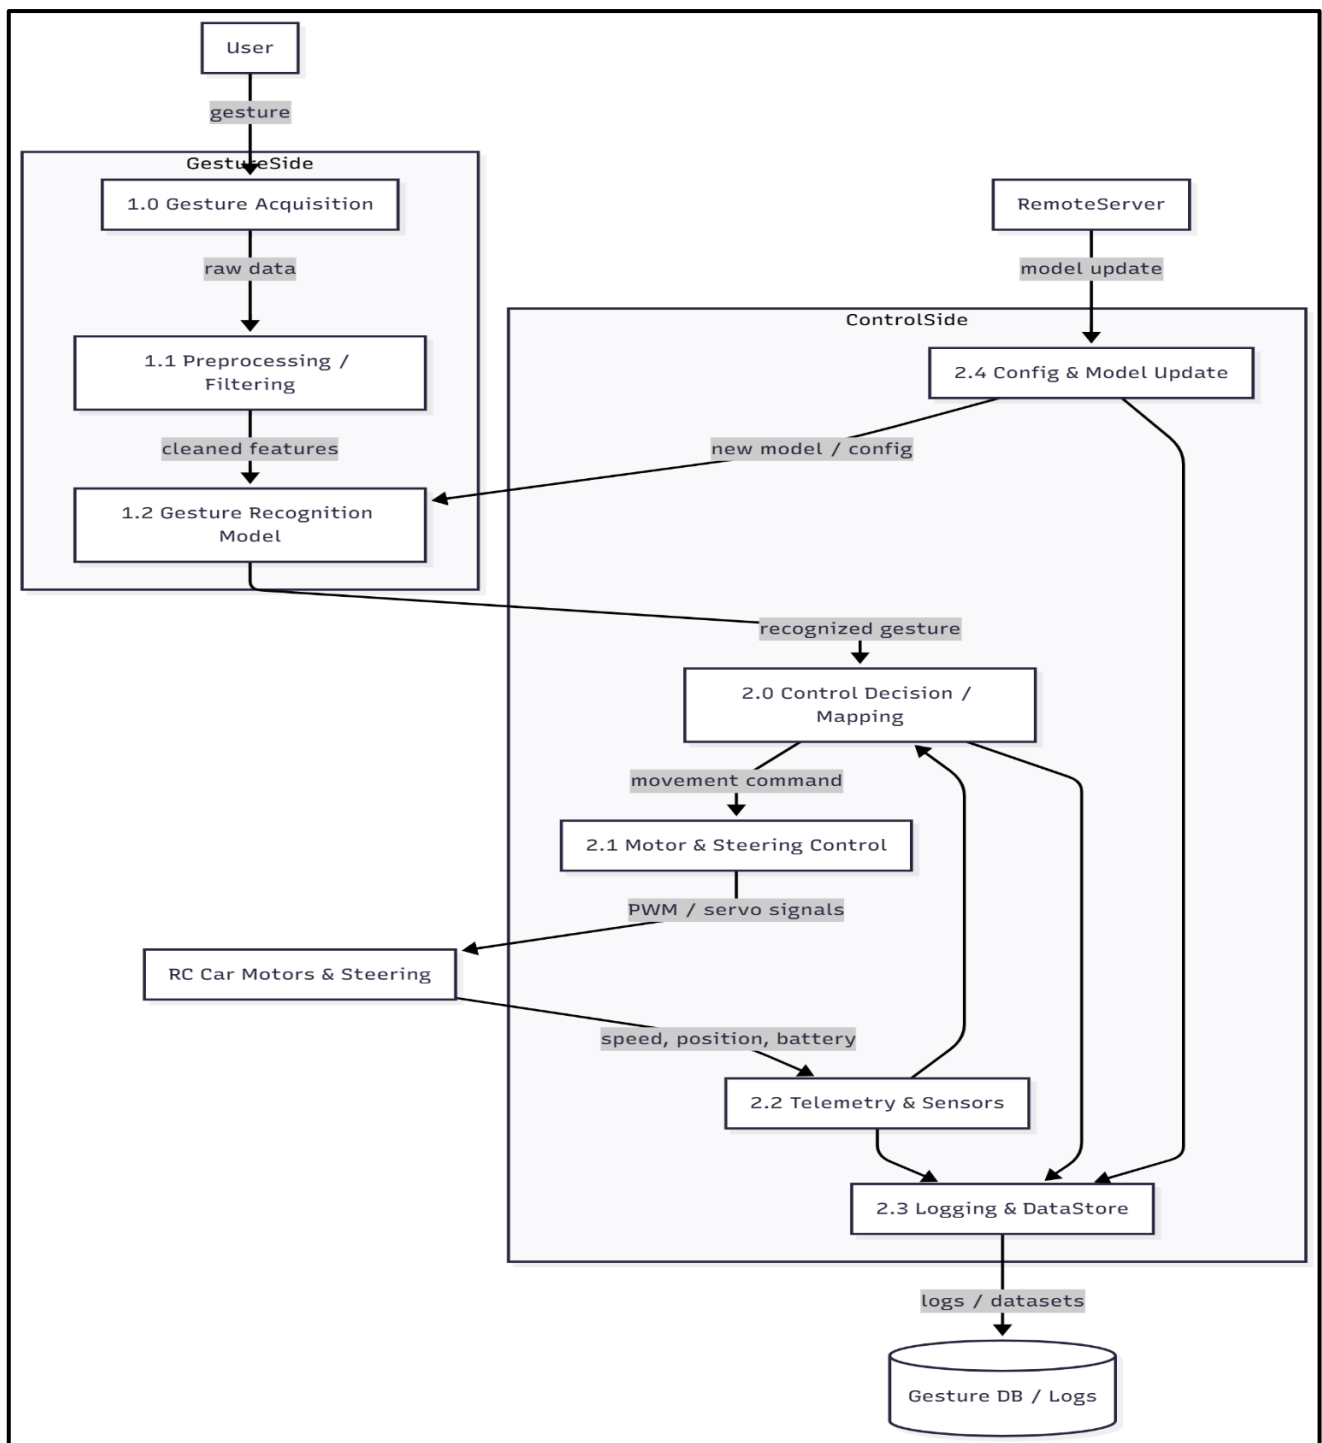 User
gesture
GestureSide
1.0 Gesture Acquisition
RemoteServer
raw data
model update
ControlSide
1.1 Preprocessing /
Filtering
2.4 Config & Model Update
cleaned features
new model / config
1.2 Gesture Recognition
Model
recognized gesture
2.0 Control Decision /
Mapping
movement command
2.1 Motor & Steering Control
PWM / servo signals
RC Car Motors & Steering
speed, position, battery
2.2 Telemetry & Sensors
2.3 Logging & DataStore
logs / datasets
Gesture DB / Logs